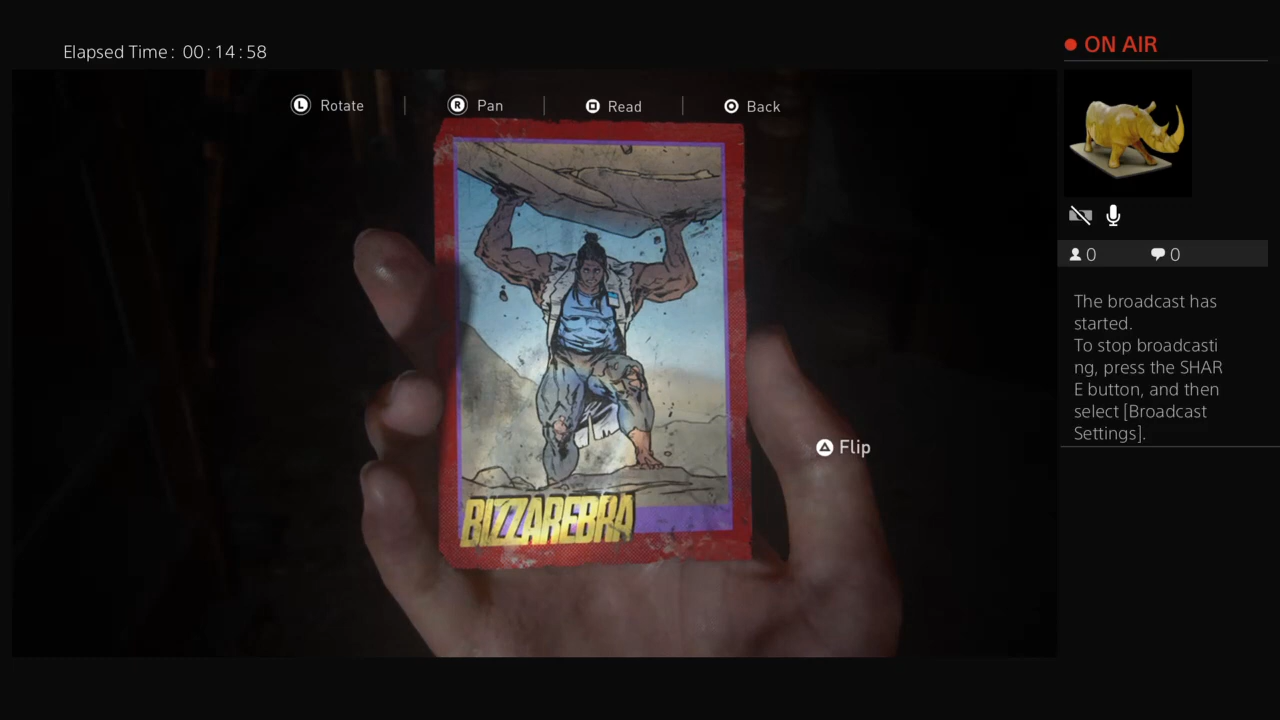 Elapsed Time: 00:14:58
ON AIR
L Rotate
R Pan
Read
Back
0
0
The broadcast has
started.
To stop broadcasti
ng, press the SHAR
E button, and then
select [Broadcast
Settings].
Flip
BIZZAREBRA